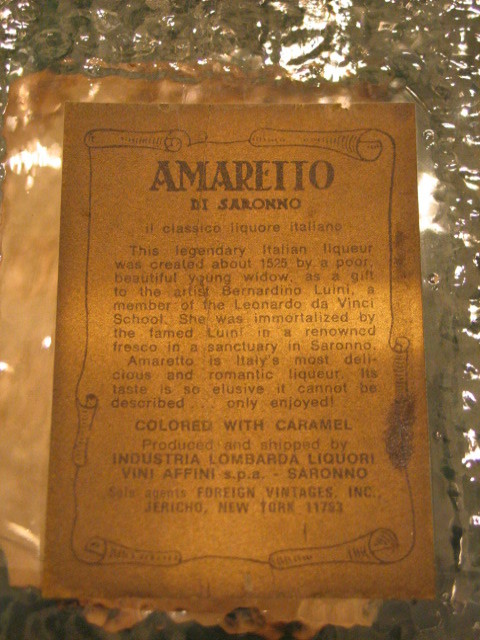 AMARETTO
DI SARONNO
il classico liquore italiano
This legendary Italian liqueur
was created about 1525 by a poor,
beautiful young widow, as a gift
to the artist Bernardino Luini, a
member of the Leonardo da Vinci
School. She was immortalized by
the famed Luini in a renowned
fresco in a sanctuary in Saronno.
Amaretto is Italy's most deli-
cious and romantic liqueur. Its
taste is so elusive it cannot be
described... only enjoyed!
COLORED WITH CARAMEL
Produced and shipped by
INDUSTRIA LOMBARDA LIQUORI
VINI AFFINI s.p.a. - SARONNO
Sole agents FOREIGN VINTAGES, INC.,
JERICHO, NEW YORK 11753